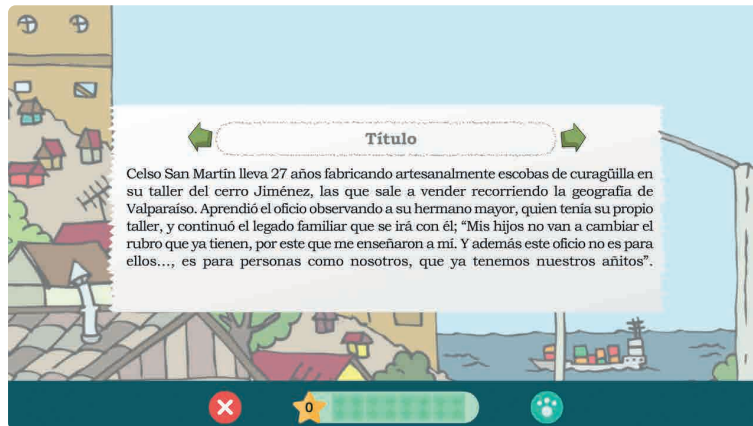 Título
Celso San Martín lleva 27 años fabricando artesanalmente escobas de curagüilla en
su taller del cerro Jiménez, las que sale a vender recorriendo la geografía de
Valparaíso. Aprendió el oficio observando a su hermano mayor, quien tenía su propio
taller, y continuó el legado familiar que se irá con él; “Mis hijos no van a cambiar el
rubro que ya tienen, por este que me enseñaron a mí. Y además este oficio no es para
ellos..., es para personas como nosotros, que ya tenemos nuestros añitos”.
0